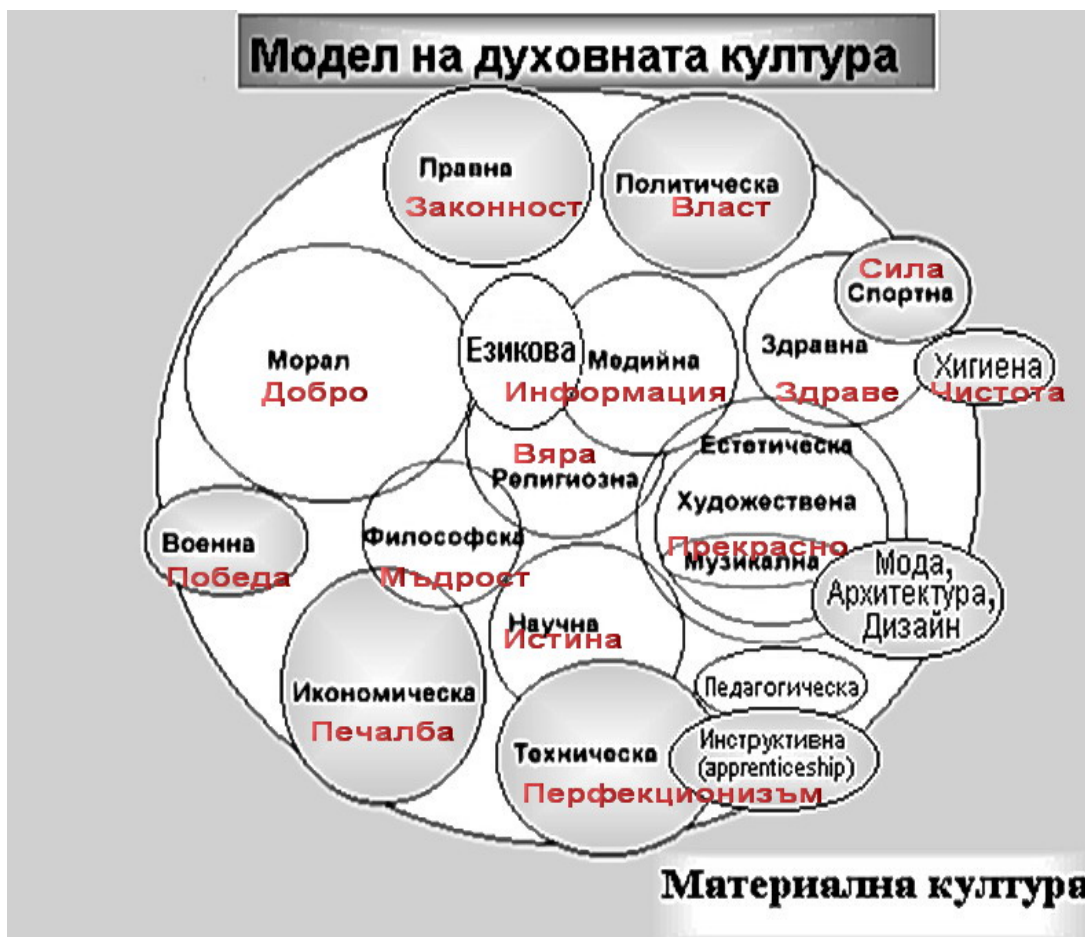 Модел на духовната култура
Правна
Законност
Политическа
Власт
Сила
Спортна
Морал
Добро
Езикова
Медийна
Информация
Здравна
Здраве
Хигиена
Чистота
Вяра
Религиозна
Естетическа
Художествена
Прекрасно
Музикална
Военна
Победа
Философска
Мъдрост
Мода,
Архитектура,
Дизайн
Научна
Истина
Икономическа
Печалба
Педагогическа
Техническа
Инструктивна
(apprenticeship)
Перфекционизъм
Материална култура